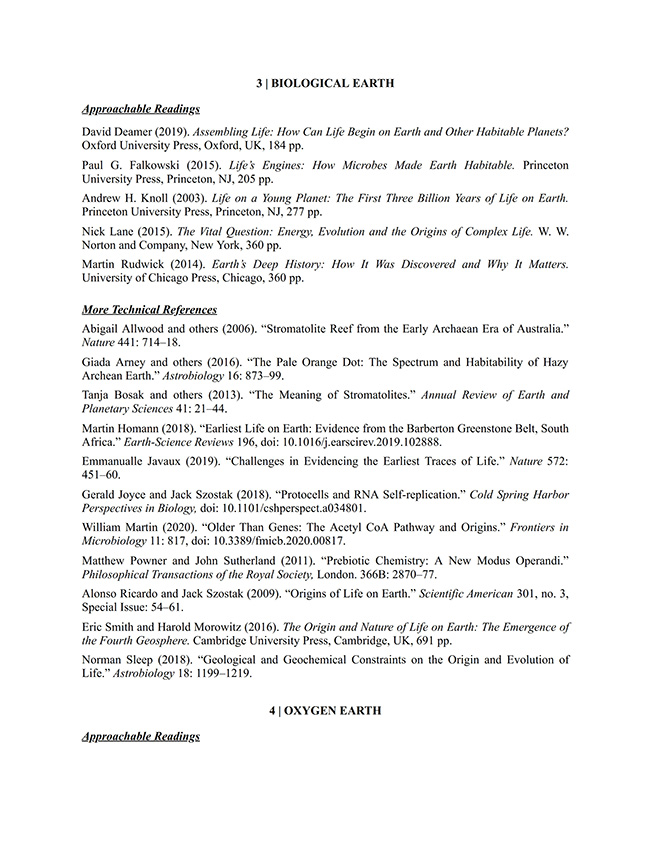 3 | BIOLOGICAL EARTH
Approachable Readings
David Deamer (2019). Assembling Life: How Can Life Begin on Earth and Other Habitable Planets?
Oxford University Press, Oxford, UK, 184 pp.
Paul G. Falkowski (2015). Life’s Engines: How Microbes Made Earth Habitable. Princeton
University Press, Princeton, NJ, 205 pp.
Andrew H. Knoll (2003). Life on a Young Planet: The First Three Billion Years of Life on Earth.
Princeton University Press, Princeton, NJ, 277 pp.
Nick Lane (2015). The Vital Question: Energy, Evolution and the Origins of Complex Life. W. W.
Norton and Company, New York, 360 pp.
Martin Rudwick (2014). Earth’s Deep History: How It Was Discovered and Why It Matters.
University of Chicago Press, Chicago, 360 pp.
More Technical References
Abigail Allwood and others (2006). “Stromatolite Reef from the Early Archaean Era of Australia.”
Nature 441: 714–18.
Giada Arney and others (2016). “The Pale Orange Dot: The Spectrum and Habitability of Hazy
Archean Earth.” Astrobiology 16: 873–99.
Tanja Bosak and others (2013). “The Meaning of Stromatolites.” Annual Review of Earth and
Planetary Sciences 41: 21–44.
Martin Homann (2018). “Earliest Life on Earth: Evidence from the Barberton Greenstone Belt, South
Africa.” Earth-Science Reviews 196, doi: 10.1016/j.earscirev.2019.102888.
Emmanualle Javaux (2019). “Challenges in Evidencing the Earliest Traces of Life.” Nature 572:
451–60.
Gerald Joyce and Jack Szostak (2018). “Protocells and RNA Self-replication.” Cold Spring Harbor
Perspectives in Biology, doi: 10.1101/cshperspect.a034801.
William Martin (2020). “Older Than Genes: The Acetyl CoA Pathway and Origins.” Frontiers in
Microbiology 11: 817, doi: 10.3389/fmicb.2020.00817.
Matthew Powner and John Sutherland (2011). “Prebiotic Chemistry: A New Modus Operandi.”
Philosophical Transactions of the Royal Society, London. 366B: 2870–77.
Alonso Ricardo and Jack Szostak (2009). “Origins of Life on Earth.” Scientific American 301, no. 3,
Special Issue: 54–61.
Eric Smith and Harold Morowitz (2016). The Origin and Nature of Life on Earth: The Emergence of
the Fourth Geosphere. Cambridge University Press, Cambridge, UK, 691 pp.
Norman Sleep (2018). “Geological and Geochemical Constraints on the Origin and Evolution of
Life.” Astrobiology 18: 1199–1219.
4 | OXYGEN EARTH
Approachable Readings